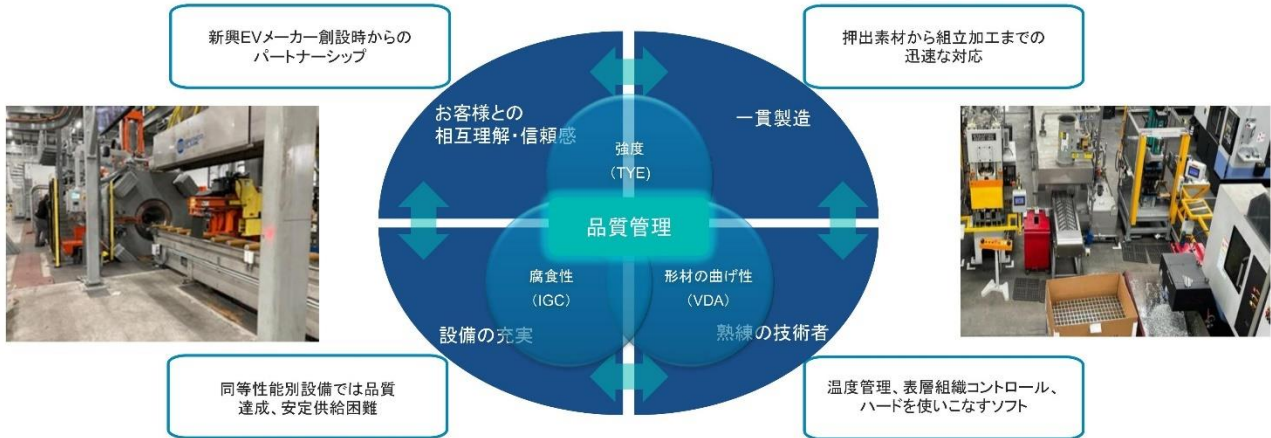 新興EVメーカー創設時からの
パートナーシップ
押出素材から組立加工までの
迅速な対応
お客様との
相互理解・信頼感
一貫製造
強度
（TYE)
品質管理
腐食性
（IGC）
形材の曲げ性
（VDA）
設備の充実
熟練の技術者
同等性能別設備では品質
達成、安定供給困難
温度管理、表層組織コントロール、
ハードを使いこなすソフト